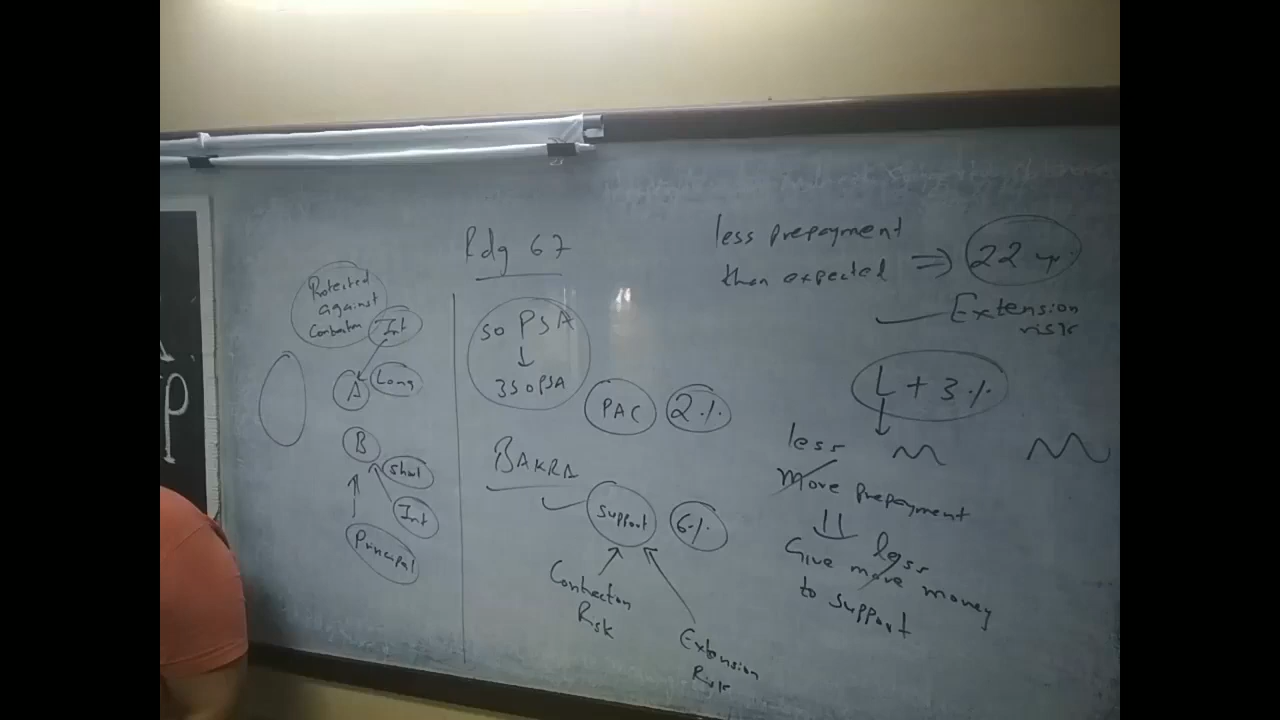 Rdg 67
Protected
against
Int
A
Long
B
Short
Int
Principal
50 PSA
350 PSA
PAC
2%
BAKRA
Support
6%
Contraction
Risk
Extension
Risk
less prepayment
than expected ⇒ 22 yr.
Extension
risk
L + 3%
less
More prepayment
less
Give more money
to support
P